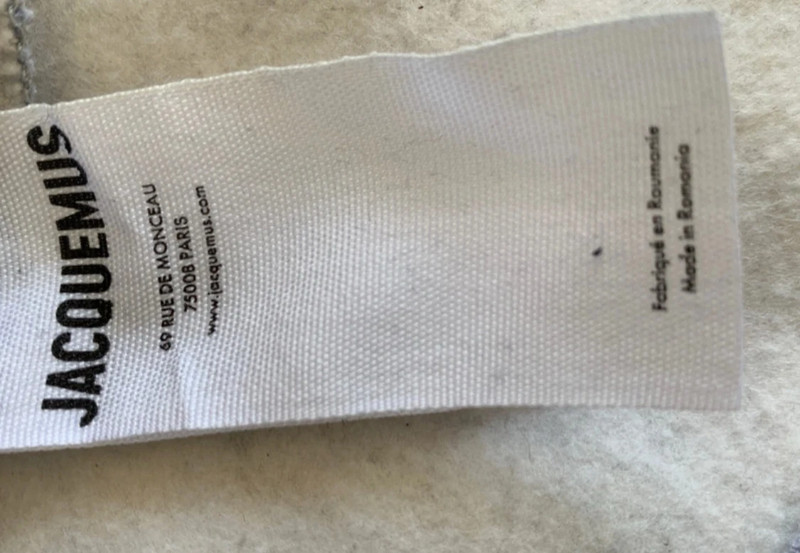 JACQUEMUS
69 RUE DE MONCEAU
75008 PARIS
www.jacquemus.com
Fabriqué en Roumanie
Made in Romania